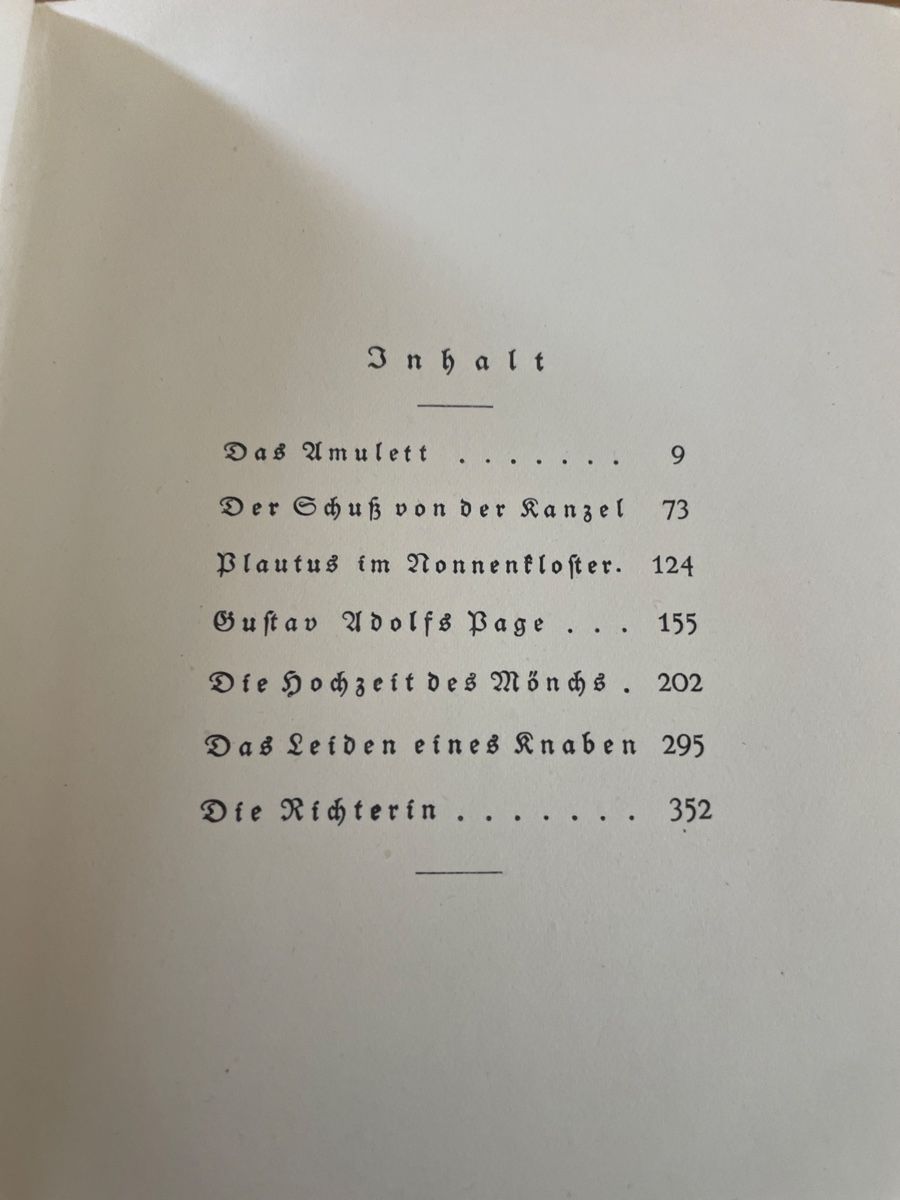 Inhalt
Das Amulett . . . . . . . 9
Der Schuß von der Kanzel 73
Plautus im Nonnenkloster. 124
Gustav Adolfs Page . . . 155
Die Hochzeit des Mönchs . 202
Das Leiden eines Knaben 295
Die Richterin . . . . . . . 352